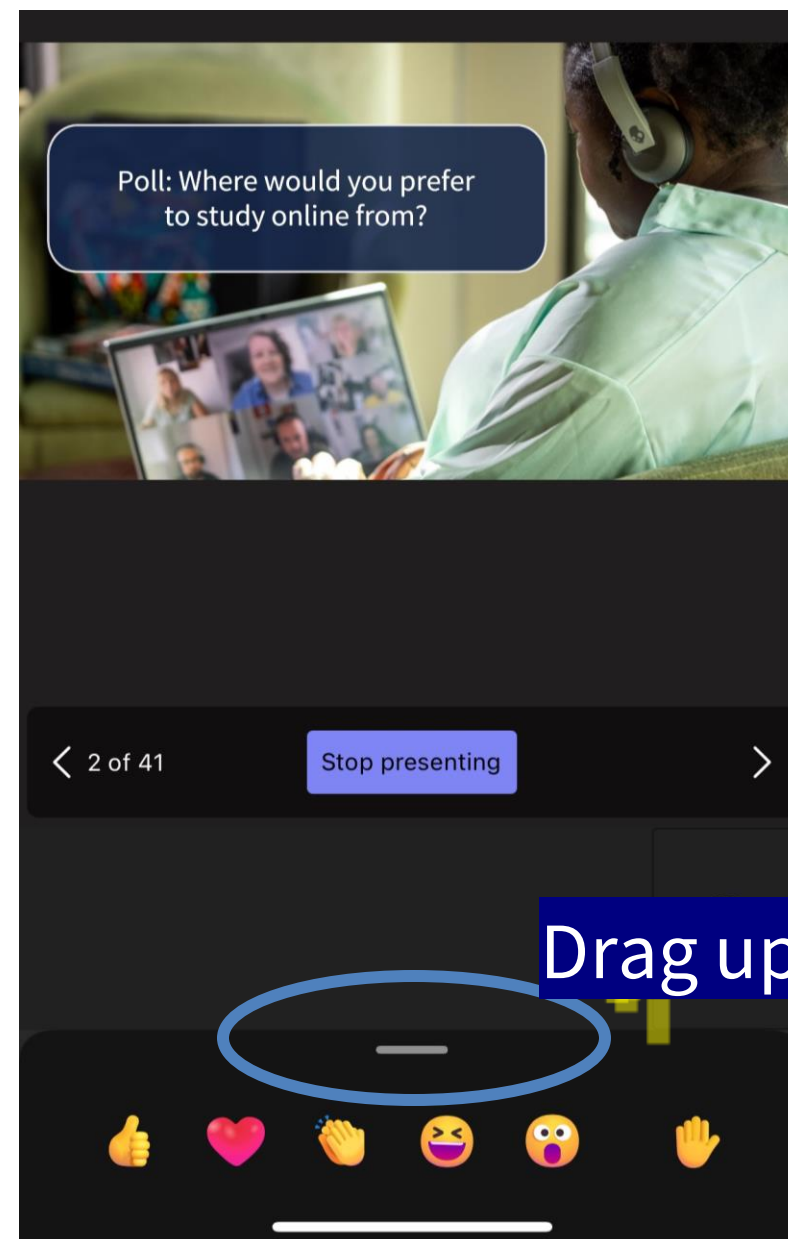 Poll: Where would you prefer
to study online from?
2 of 41
Stop presenting
Drag up